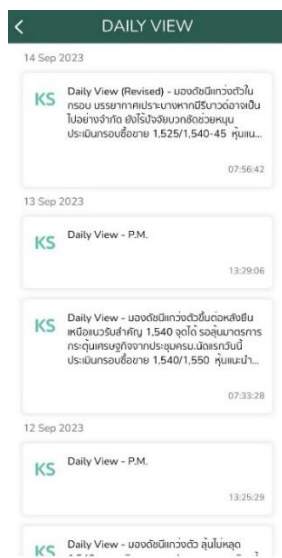 DAILY VIEW
14 Sep 2023
KS
Daily View (Revised) - มองดัชนีแกว่งตัวใน
กรอบ บรรยากาศเปราะบางหากมีรีบาวด์อาจเป็น
ไปอย่างจำกัด ยังไร้ปัจจัยบวกชัดช่วยหนุน
ประเมินกรอบซื้อขาย 1,525/1,540-45 หุ้นแน...
07:56:42
13 Sep 2023
KS
Daily View - P.M.
13:29:06
KS
Daily View - มองดัชนีแกว่งตัวขึ้นต่อหลังยืน
เหนือแนวรับสำคัญ 1,540 จุดได้ รอลุ้นมาตรการ
กระตุ้นเศรษฐกิจจากประชุมครม.นัดแรกวันนี้
ประเมินกรอบซื้อขาย 1,540/1,550 หุ้นแนะนำ...
07:33:28
12 Sep 2023
KS
Daily View - P.M.
13:25:29
KS
Daily View - มองดัชนีแกว่งตัว ลุ้นไม่หลุด